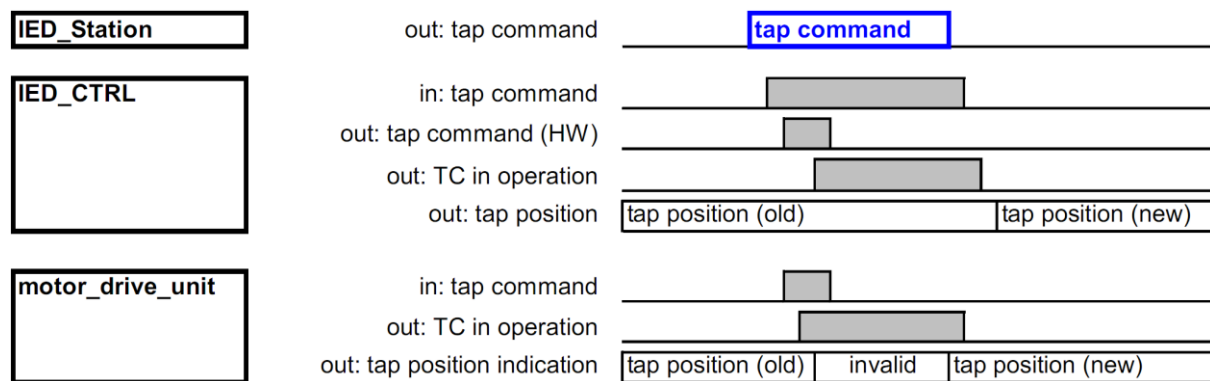 IED_Station out: tap command tap command
IED_CTRL in: tap command
out: tap command (HW)
out: TC in operation
out: tap position tap position (old) tap position (new)
motor_drive_unit in: tap command
out: TC in operation
out: tap position indication tap position (old) invalid tap position (new)